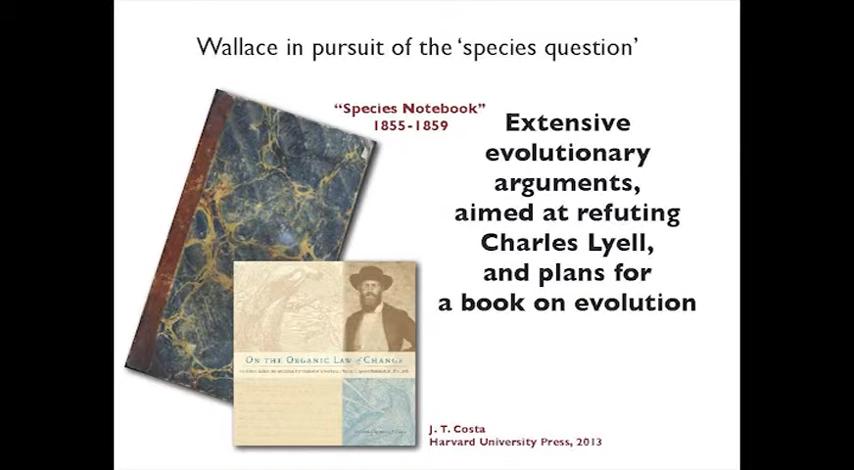 Wallace in pursuit of the 'species question'
"Species Notebook"
1855-1859
Extensive
evolutionary
arguments,
aimed at refuting
Charles Lyell,
and plans for
a book on evolution
ON THE ORGANIC LAW of CHANGE
J. T. Costa
Harvard University Press, 2013